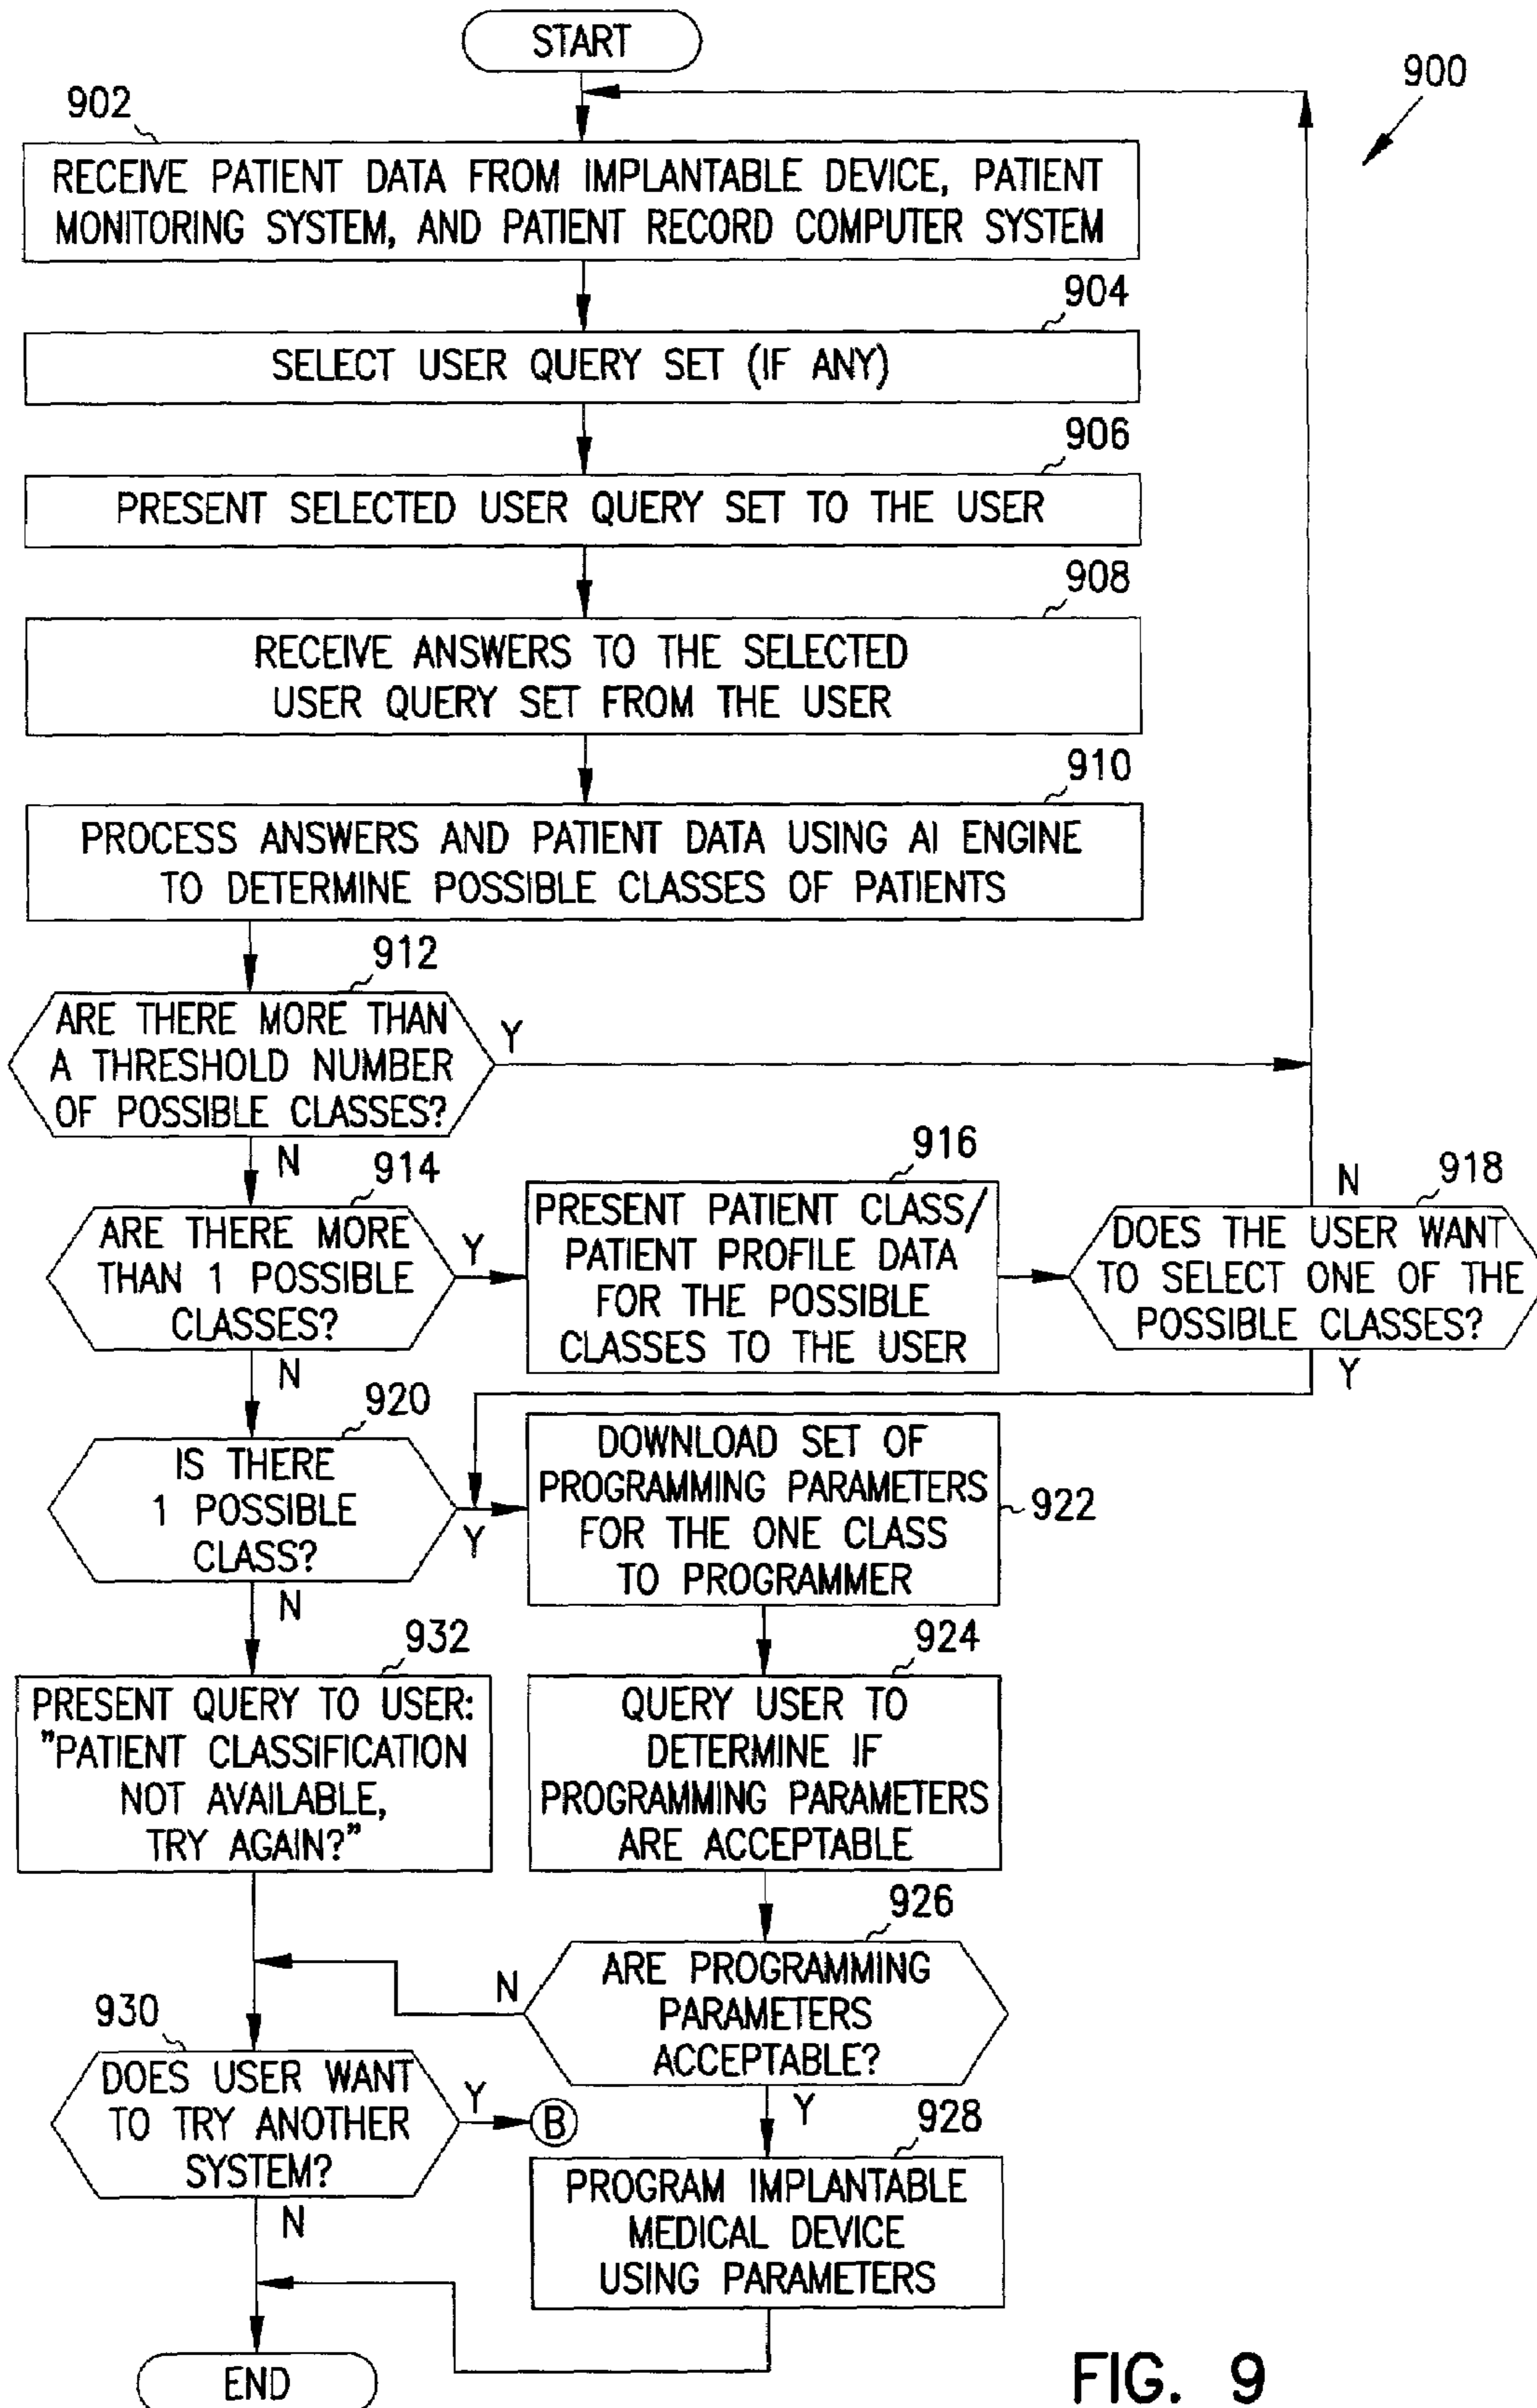 START
900
902
RECEIVE PATIENT DATA FROM IMPLANTABLE DEVICE, PATIENT
MONITORING SYSTEM, AND PATIENT RECORD COMPUTER SYSTEM
904
SELECT USER QUERY SET (IF ANY)
906
PRESENT SELECTED USER QUERY SET TO THE USER
908
RECEIVE ANSWERS TO THE SELECTED
USER QUERY SET FROM THE USER
910
PROCESS ANSWERS AND PATIENT DATA USING AI ENGINE
TO DETERMINE POSSIBLE CLASSES OF PATIENTS
912
ARE THERE MORE THAN
A THRESHOLD NUMBER
OF POSSIBLE CLASSES?
Y
N
914
ARE THERE MORE
THAN 1 POSSIBLE
CLASSES?
Y
N
916
PRESENT PATIENT CLASS/
PATIENT PROFILE DATA
FOR THE POSSIBLE
CLASSES TO THE USER
N
918
DOES THE USER WANT
TO SELECT ONE OF THE
POSSIBLE CLASSES?
Y
920
IS THERE
1 POSSIBLE
CLASS?
Y
N
DOWNLOAD SET OF
PROGRAMMING PARAMETERS
FOR THE ONE CLASS
TO PROGRAMMER
922
932
PRESENT QUERY TO USER:
"PATIENT CLASSIFICATION
NOT AVAILABLE,
TRY AGAIN?"
924
QUERY USER TO
DETERMINE IF
PROGRAMMING PARAMETERS
ARE ACCEPTABLE
926
ARE PROGRAMMING
PARAMETERS
ACCEPTABLE?
N
Y
930
DOES USER WANT
TO TRY ANOTHER
SYSTEM?
Y
B
N
928
PROGRAM IMPLANTABLE
MEDICAL DEVICE
USING PARAMETERS
END
FIG. 9